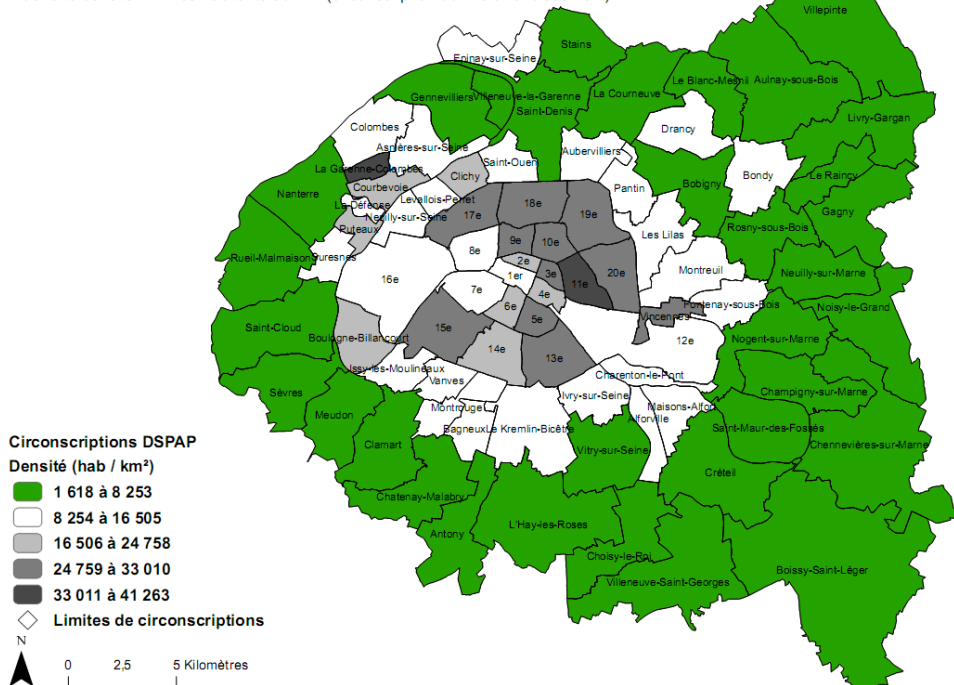 Villepinte
Stains
Epinay-sur-Seine
Le Blanc-Mesnil
Aulnay-sous-Bois
Gennevilliers
Villeneuve-la-Garenne
La Courneuve
Saint-Denis
Livry-Gargan
Colombes
Drancy
Asnières-sur-Seine
Aubervilliers
Saint-Ouen
La Garenne-Colombes
Clichy
Bondy
Le Raincy
Courbevoie
Pantin
Bobigny
Nanterre
Levallois-Perret
La Défense
18e
19e
Gagny
Neuilly-sur-Seine
17e
Puteaux
Rosny-sous-Bois
Les Lilas
9e
10e
8e
Rueil-Malmaison
Suresnes
2e
Montreuil
Neuilly-sur-Marne
16e
1er
3e
20e
11e
7e
4e
Fontenay-sous-Bois
Noisy-le-Grand
6e
Vincennes
5e
Saint-Cloud
15e
Boulogne-Billancourt
12e
Nogent-sur-Marne
14e
13e
Issy-les-Moulineaux
Charenton-le-Pont
Vanves
Sèvres
Ivry-sur-Seine
Champigny-sur-Marne
Montrouge
Maisons-Alfort
Meudon
Alforville
Bagneux
Le Kremlin-Bicêtre
Saint-Maur-des-Fossés
Clamart
Chennevières-sur-Marne
Vitry-sur-Seine
Créteil
Chatenay-Malabry
L'Hay-les-Roses
Antony
Choisy-le-Roi
Boissy-Saint-Léger
Villeneuve-Saint-Georges
Circonscriptions DSPAP
Densité (hab / km²)
1 618 à 8 253
8 254 à 16 505
16 506 à 24 758
24 759 à 33 010
33 011 à 41 263
Limites de circonscriptions
N
0 2,5 5 Kilomètres